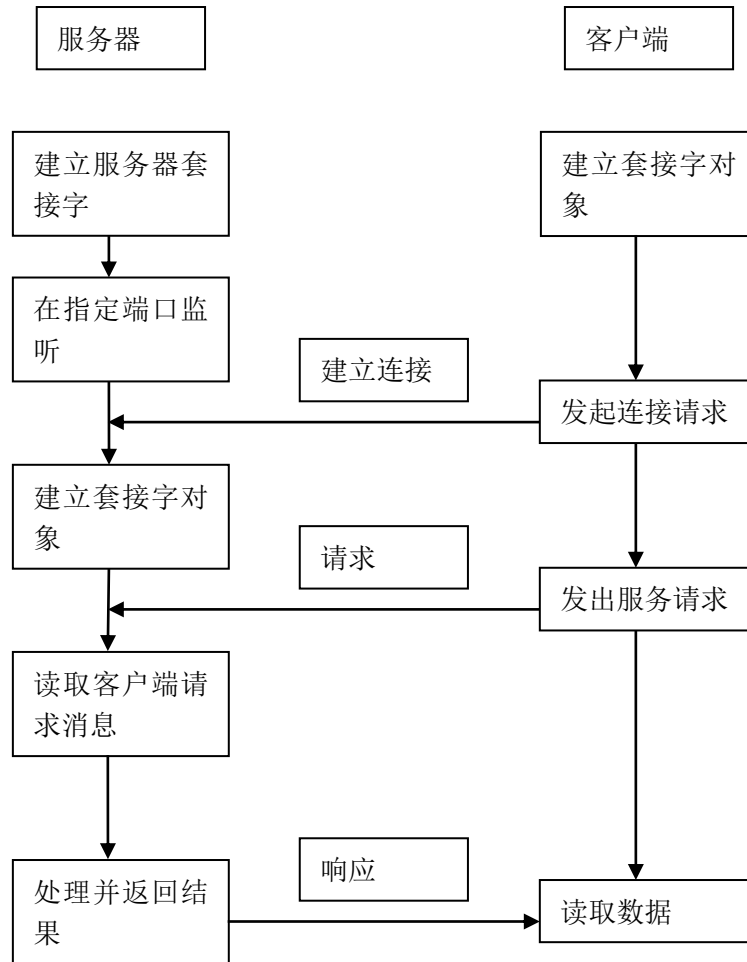 服务器
客户端
建立服务器套
接字
建立套接字对
象
在指定端口监
听
建立连接
发起连接请求
建立套接字对
象
请求
发出服务请求
读取客户端请
求消息
响应
处理并返回结
果
读取数据